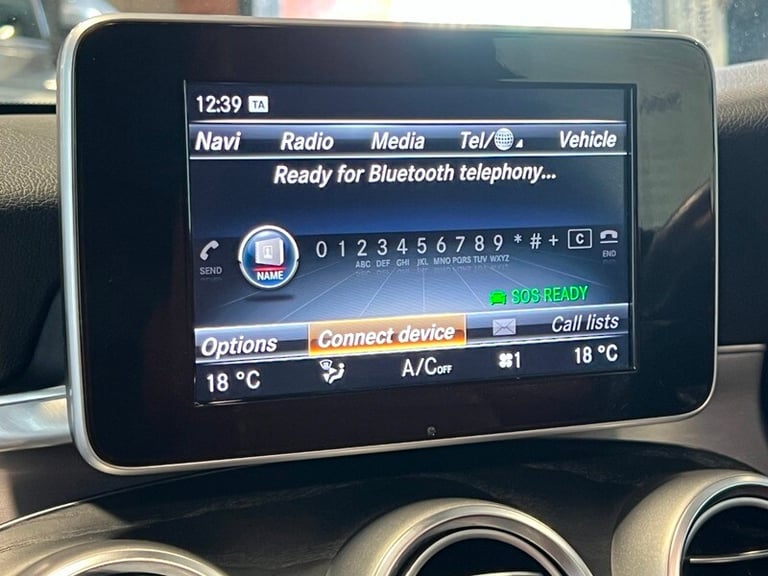 12:39 TA
Navi Radio Media Tel/ Vehicle
Ready for Bluetooth telephony...
SEND NAME 0 1 2 3 4 5 6 7 8 9 * # + C END
ABC DEF GHI JKL MNO PQRS TUV WXYZ
SOS READY
Options Connect device Call lists
18 °C A/C OFF 1 18 °C